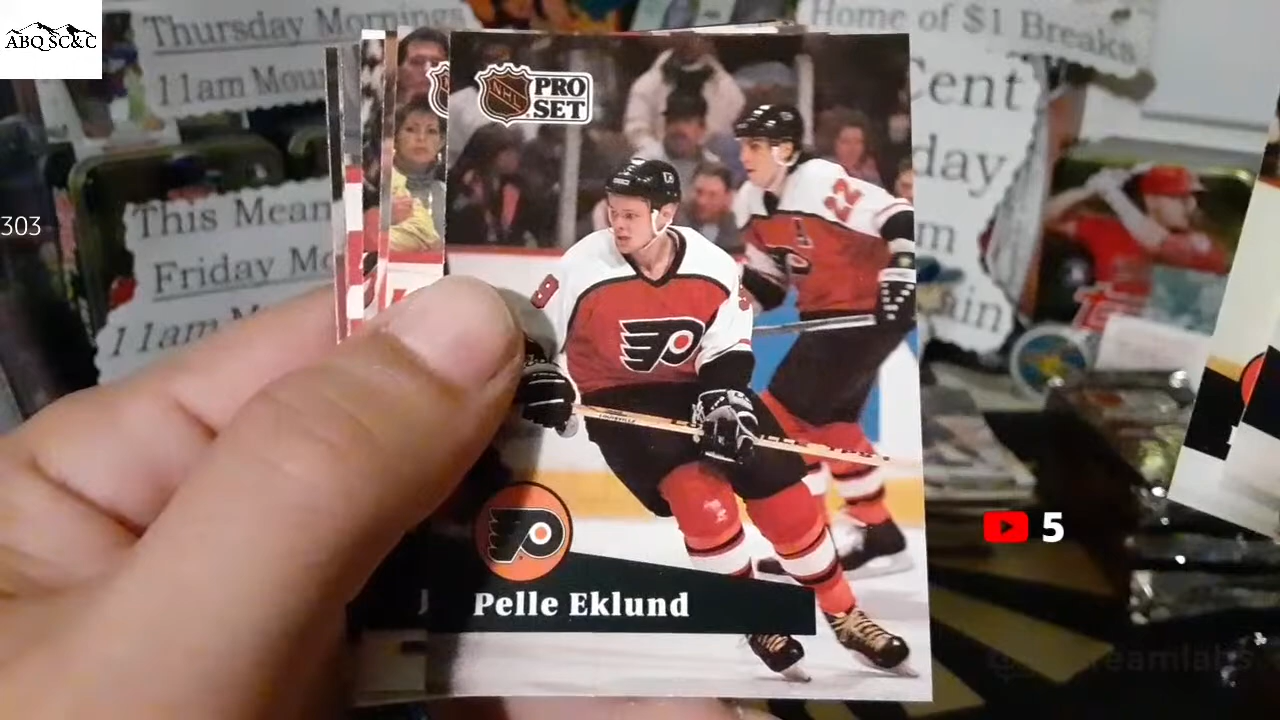 ABQ SC&C
Thursday Mornings
11am Moun
Home of $1 Breaks
Cent
day
m
ain
This Mean
Friday Mo
11am M
303
NHL
PRO
SET
5
Pelle Eklund